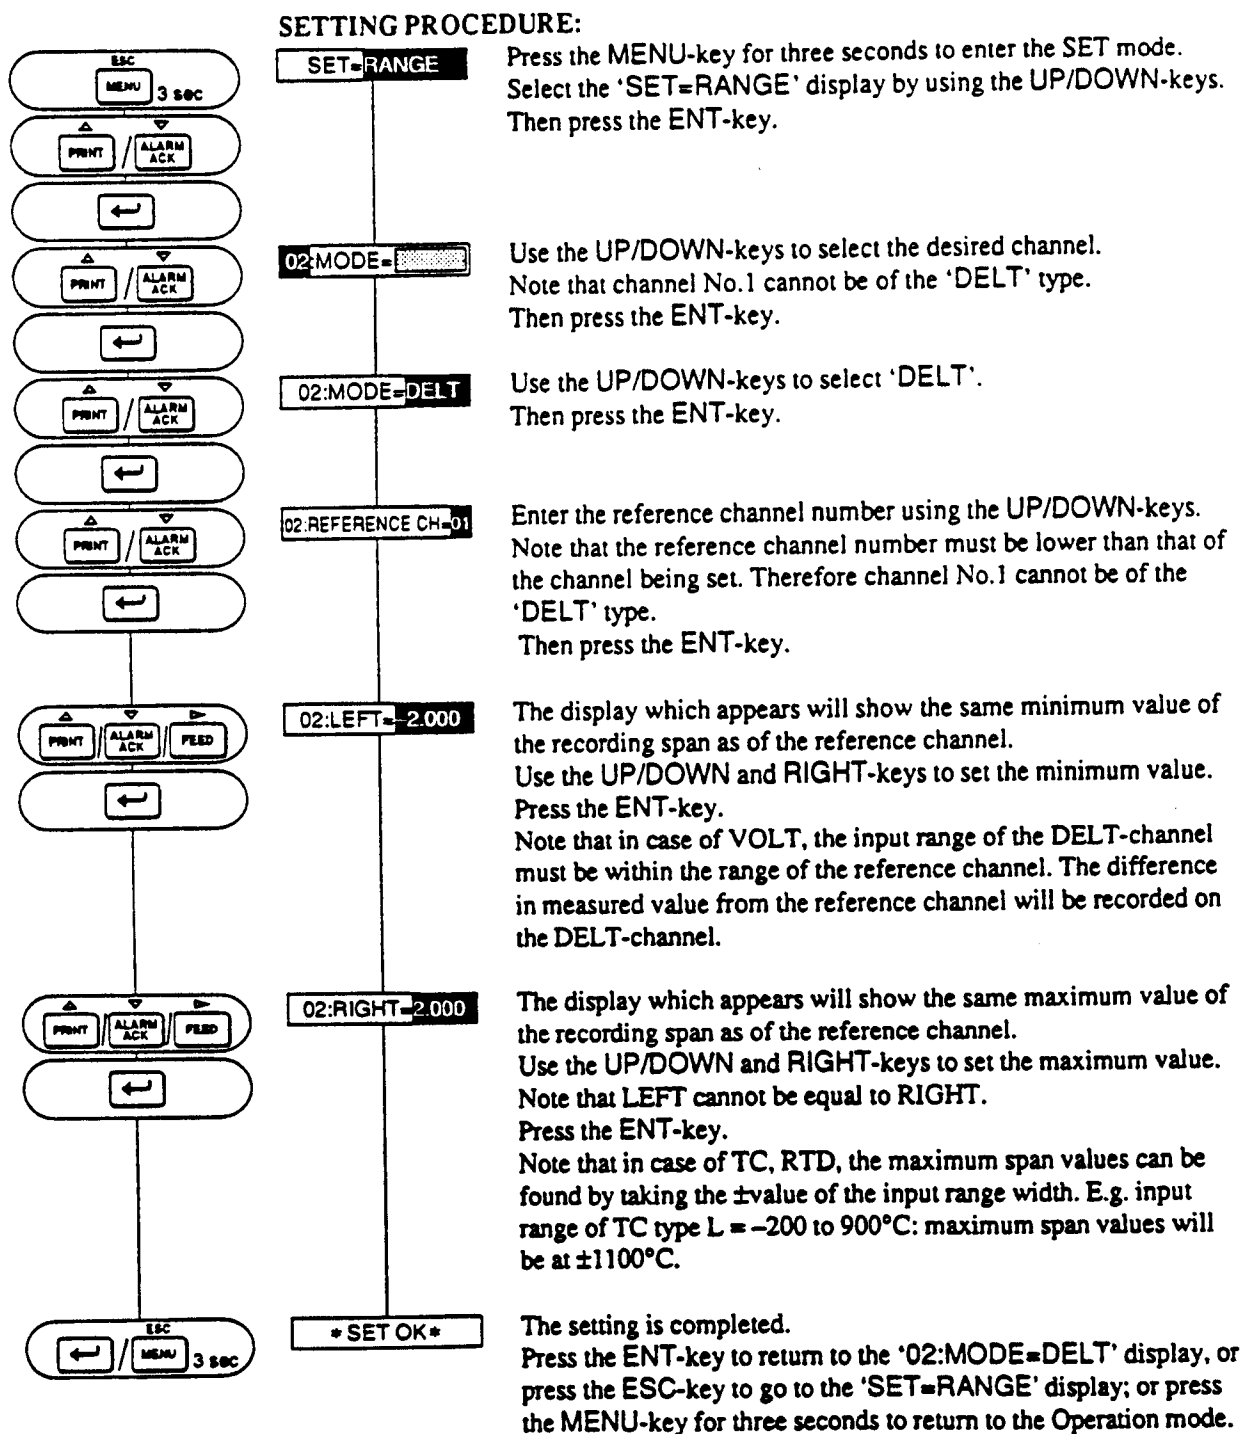 SETTING PROCEDURE:
ESC
MENU 3 sec
SET=RANGE
Press the MENU-key for three seconds to enter the SET mode.
Select the ‘SET=RANGE’ display by using the UP/DOWN-keys.
Then press the ENT-key.
PRINT / ALARM ACK
02:MODE=
Use the UP/DOWN-keys to select the desired channel.
Note that channel No.1 cannot be of the ‘DELT’ type.
Then press the ENT-key.
PRINT / ALARM ACK
02:MODE=DELT
Use the UP/DOWN-keys to select ‘DELT’.
Then press the ENT-key.
PRINT / ALARM ACK
02:REFERENCE CH=01
Enter the reference channel number using the UP/DOWN-keys.
Note that the reference channel number must be lower than that of
the channel being set. Therefore channel No.1 cannot be of the
‘DELT’ type.
Then press the ENT-key.
PRINT / ALARM ACK
02:LEFT=-2.000
The display which appears will show the same minimum value of
the recording span as of the reference channel.
Use the UP/DOWN and RIGHT-keys to set the minimum value.
Press the ENT-key.
Note that in case of VOLT, the input range of the DELT-channel
must be within the range of the reference channel. The difference
in measured value from the reference channel will be recorded on
the DELT-channel.
PRINT / ALARM ACK / FEED
02:RIGHT=2.000
The display which appears will show the same maximum value of
the recording span as of the reference channel.
Use the UP/DOWN and RIGHT-keys to set the maximum value.
Note that LEFT cannot be equal to RIGHT.
Press the ENT-key.
Note that in case of TC, RTD, the maximum span values can be
found by taking the ±value of the input range width. E.g. input
range of TC type L = –200 to 900°C: maximum span values will
be at ±1100°C.
PRINT / ALARM ACK / FEED
*SET OK*
The setting is completed.
Press the ENT-key to return to the ‘02:MODE=DELT’ display, or
press the ESC-key to go to the ‘SET=RANGE’ display; or press
the MENU-key for three seconds to return to the Operation mode.
ESC
/ MENU 3 sec